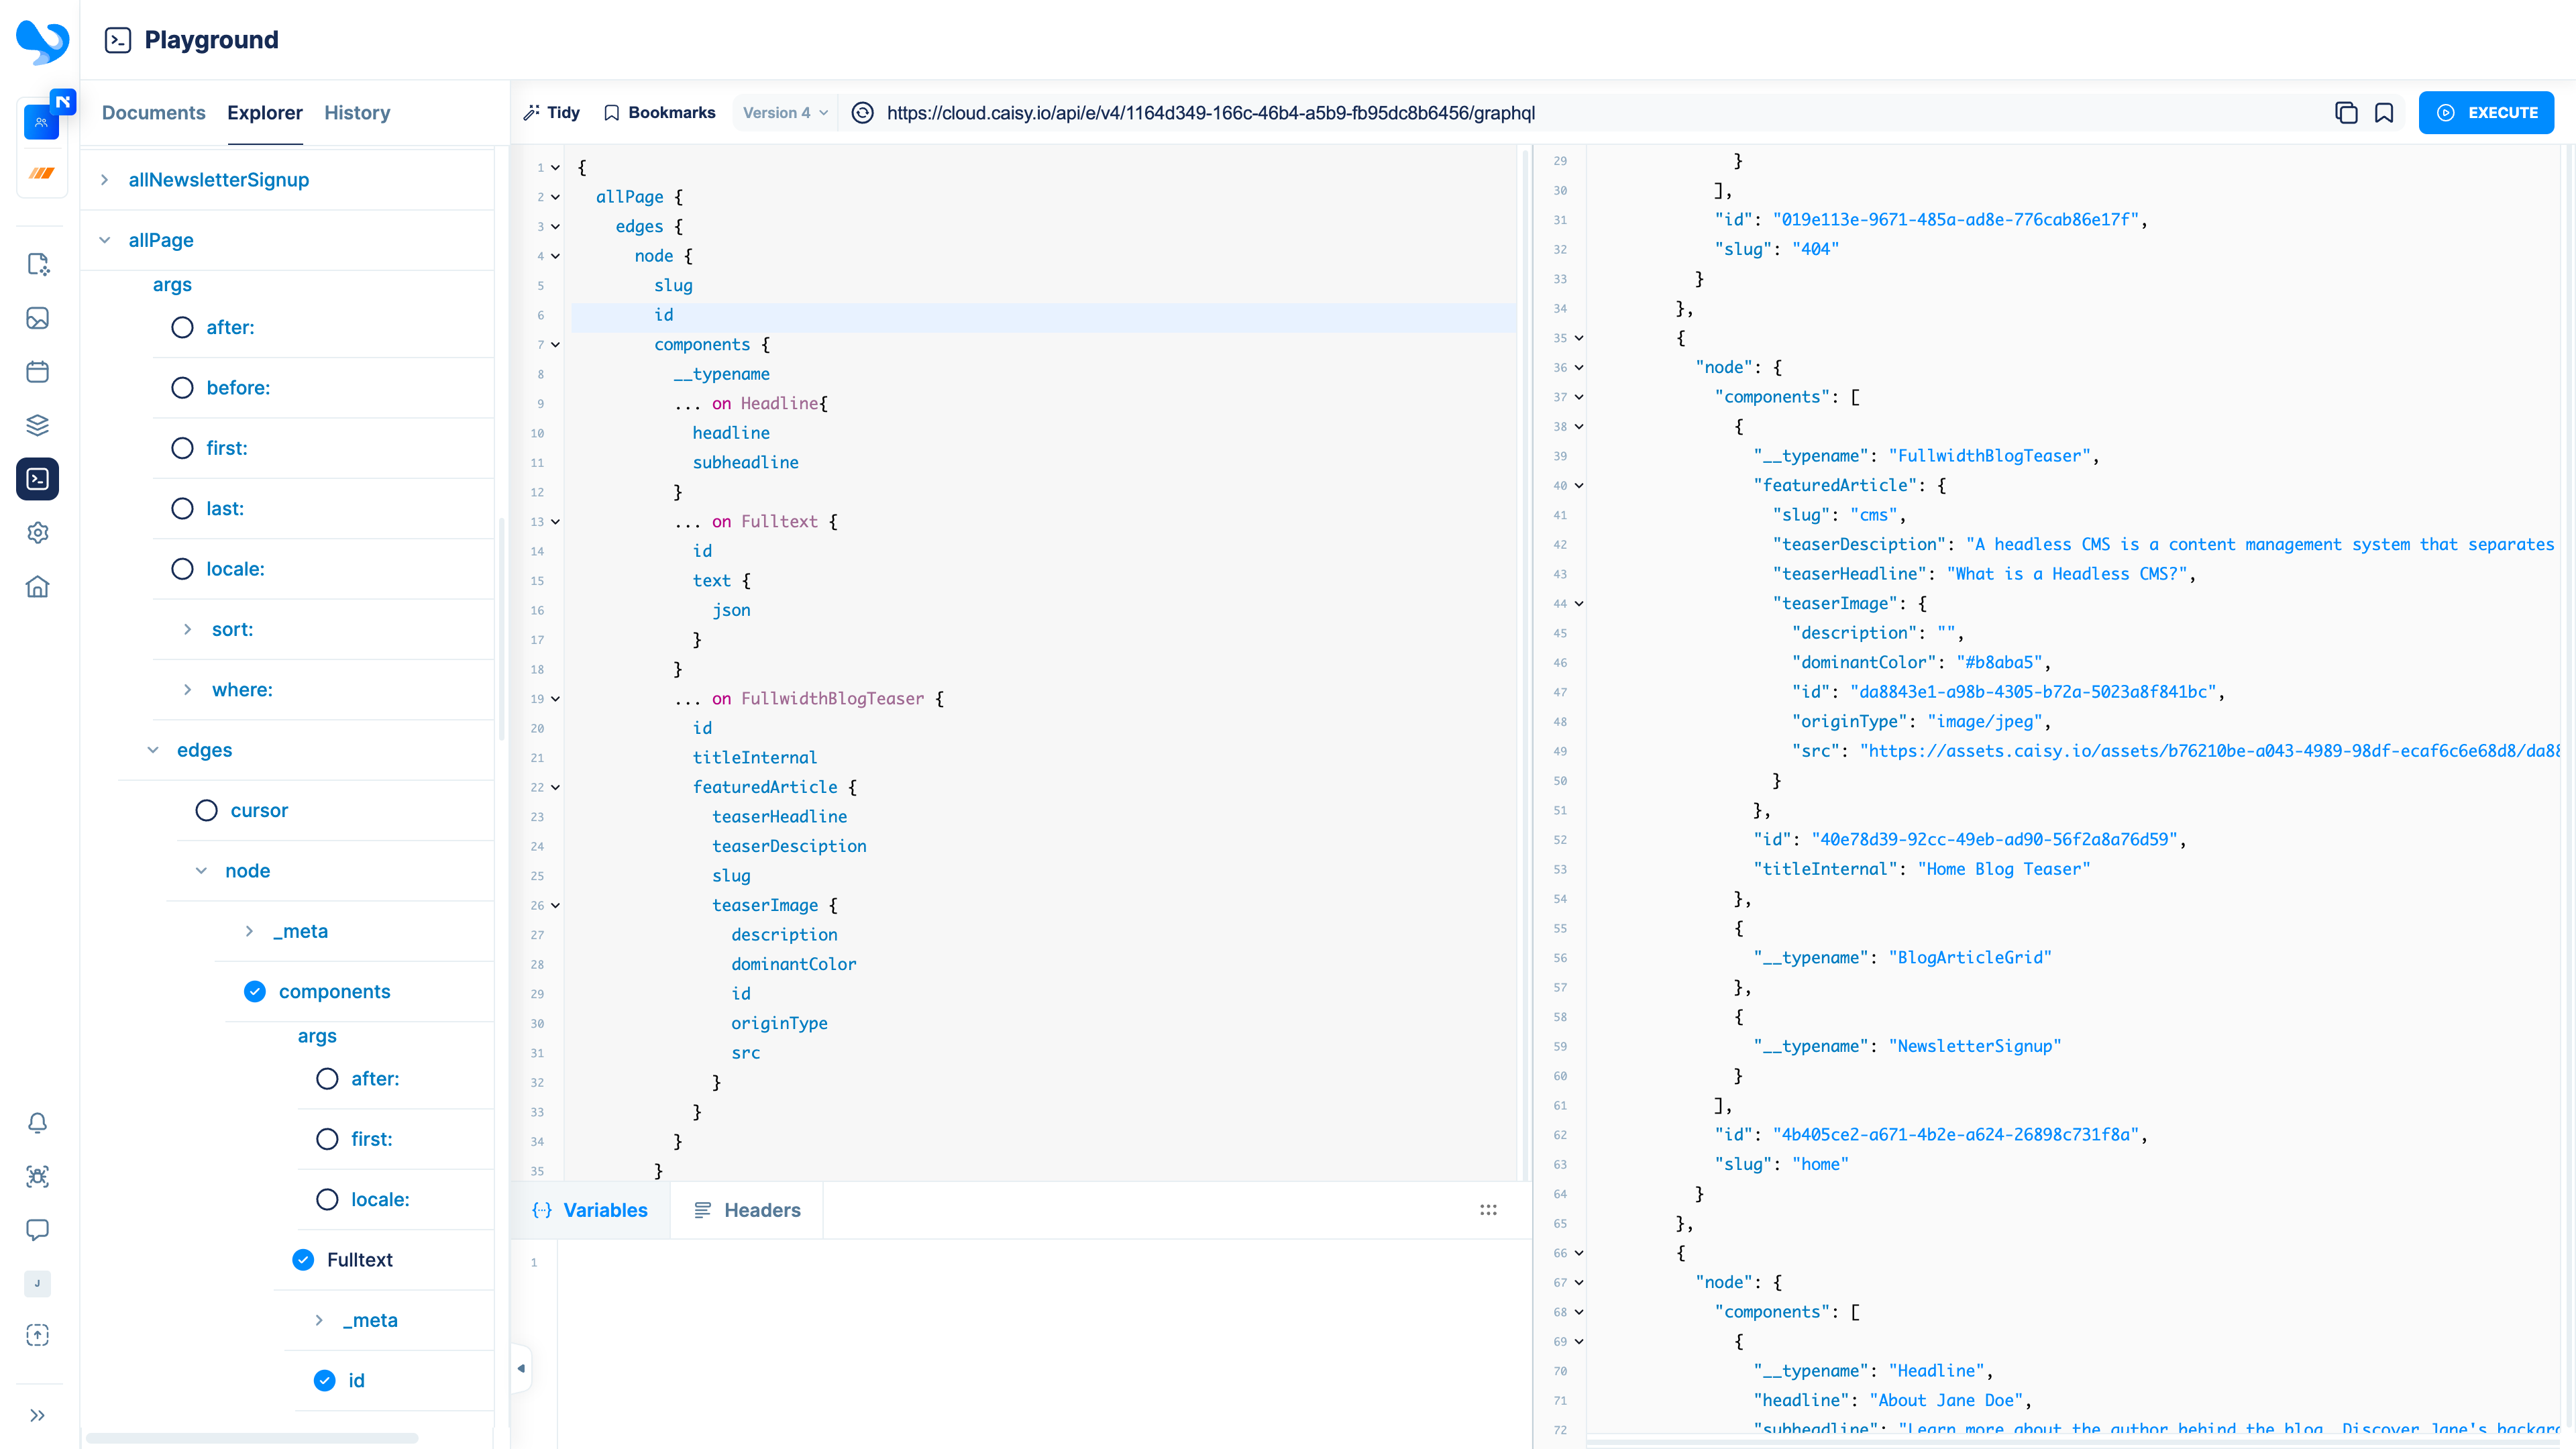 Playground
Documents Explorer History
Tidy Bookmarks Version 4 https://cloud.caisy.io/api/e/v4/1164d349-166c-46b4-a5b9-fb95dc8b6456/graphql EXECUTE
allNewsletterSignup
allPage
args
after:
before:
first:
last:
locale:
sort:
where:
edges
cursor
node
_meta
components
args
after:
first:
locale:
Fulltext
_meta
id
J
1 {
2 allPage {
3 edges {
4 node {
5 slug
6 id
7 components {
8 __typename
9 ... on Headline{
10 headline
11 subheadline
12 }
13 ... on Fulltext {
14 id
15 text {
16 json
17 }
18 }
19 ... on FullwidthBlogTeaser {
20 id
21 titleInternal
22 featuredArticle {
23 teaserHeadline
24 teaserDesciption
25 slug
26 teaserImage {
27 description
28 dominantColor
29 id
30 originType
31 src
32 }
33 }
34 }
35 }
Variables Headers
1
29 }
30 ],
31 "id": "019e113e-9671-485a-ad8e-776cab86e17f",
32 "slug": "404"
33 }
34 },
35 {
36 "node": {
37 "components": [
38 {
39 "__typename": "FullwidthBlogTeaser",
40 "featuredArticle": {
41 "slug": "cms",
42 "teaserDesciption": "A headless CMS is a content management system that separates
43 "teaserHeadline": "What is a Headless CMS?",
44 "teaserImage": {
45 "description": "",
46 "dominantColor": "#b8aba5",
47 "id": "da8843e1-a98b-4305-b72a-5023a8f841bc",
48 "originType": "image/jpeg",
49 "src": "https://assets.caisy.io/assets/b76210be-a043-4989-98df-ecaf6c6e68d8/da88
50 }
51 },
52 "id": "40e78d39-92cc-49eb-ad90-56f2a8a76d59",
53 "titleInternal": "Home Blog Teaser"
54 },
55 {
56 "__typename": "BlogArticleGrid"
57 },
58 {
59 "__typename": "NewsletterSignup"
60 }
61 ],
62 "id": "4b405ce2-a671-4b2e-a624-26898c731f8a",
63 "slug": "home"
64 }
65 },
66 {
67 "node": {
68 "components": [
69 {
70 "__typename": "Headline",
71 "headline": "About Jane Doe",
72 "subheadline": "Learn more about the author behind the blog. Discover Jane's backgr